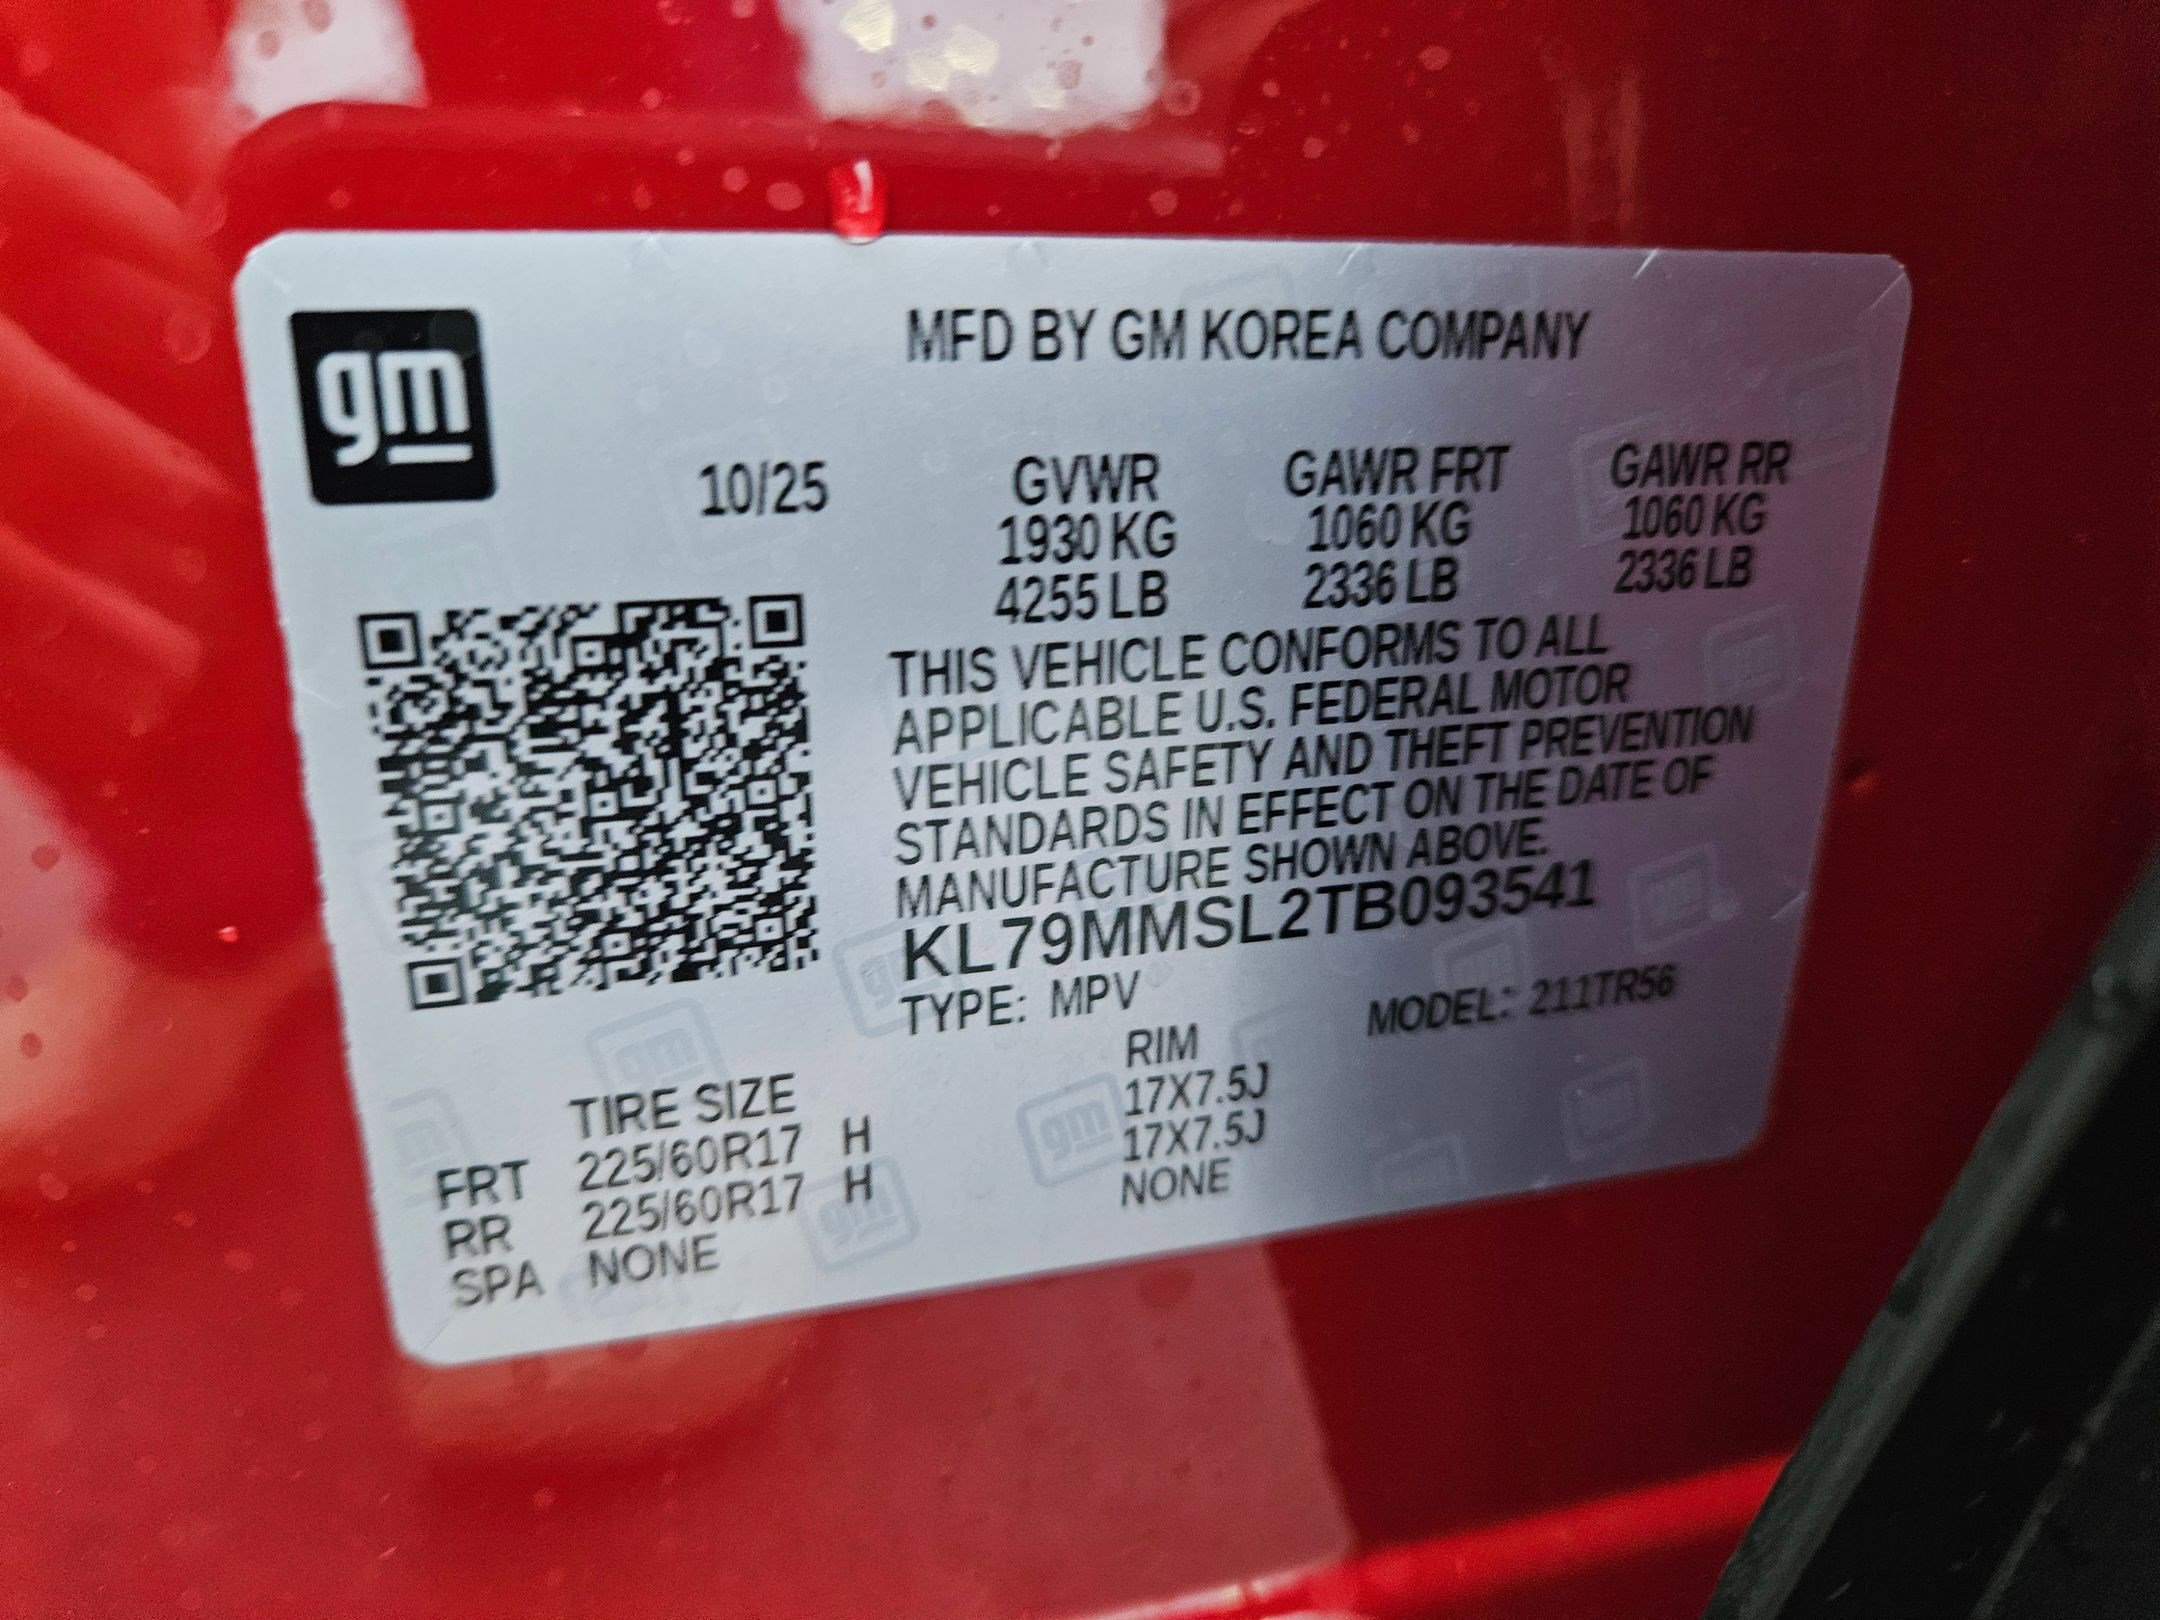 gm
MFD BY GM KOREA COMPANY
10/25
GVWR GAWR FRT GAWR RR
1930 KG 1060 KG 1060 KG
4255 LB 2336 LB 2336 LB
THIS VEHICLE CONFORMS TO ALL
APPLICABLE U.S. FEDERAL MOTOR
VEHICLE SAFETY AND THEFT PREVENTION
STANDARDS IN EFFECT ON THE DATE OF
MANUFACTURE SHOWN ABOVE.
KL79MMSL2TB093541
TYPE: MPV MODEL: 211TR56
TIRE SIZE RIM
FRT 225/60R17 H 17X7.5J
RR 225/60R17 H 17X7.5J
SPA NONE NONE